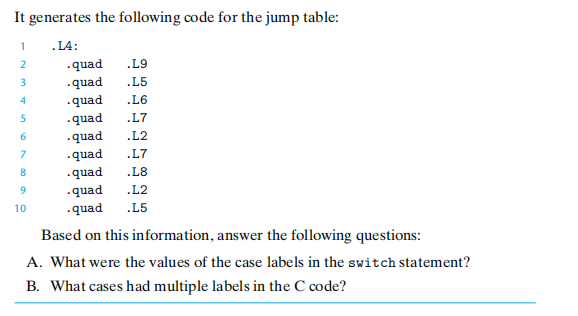 It generates the following code for the jump table:
1 .L4:
2 .quad .L9
3 .quad .L5
4 .quad .L6
5 .quad .L7
6 .quad .L2
7 .quad .L7
8 .quad .L8
9 .quad .L2
10 .quad .L5
Based on this information, answer the following questions:
A. What were the values of the case labels in the switch statement?
B. What cases had multiple labels in the C code?